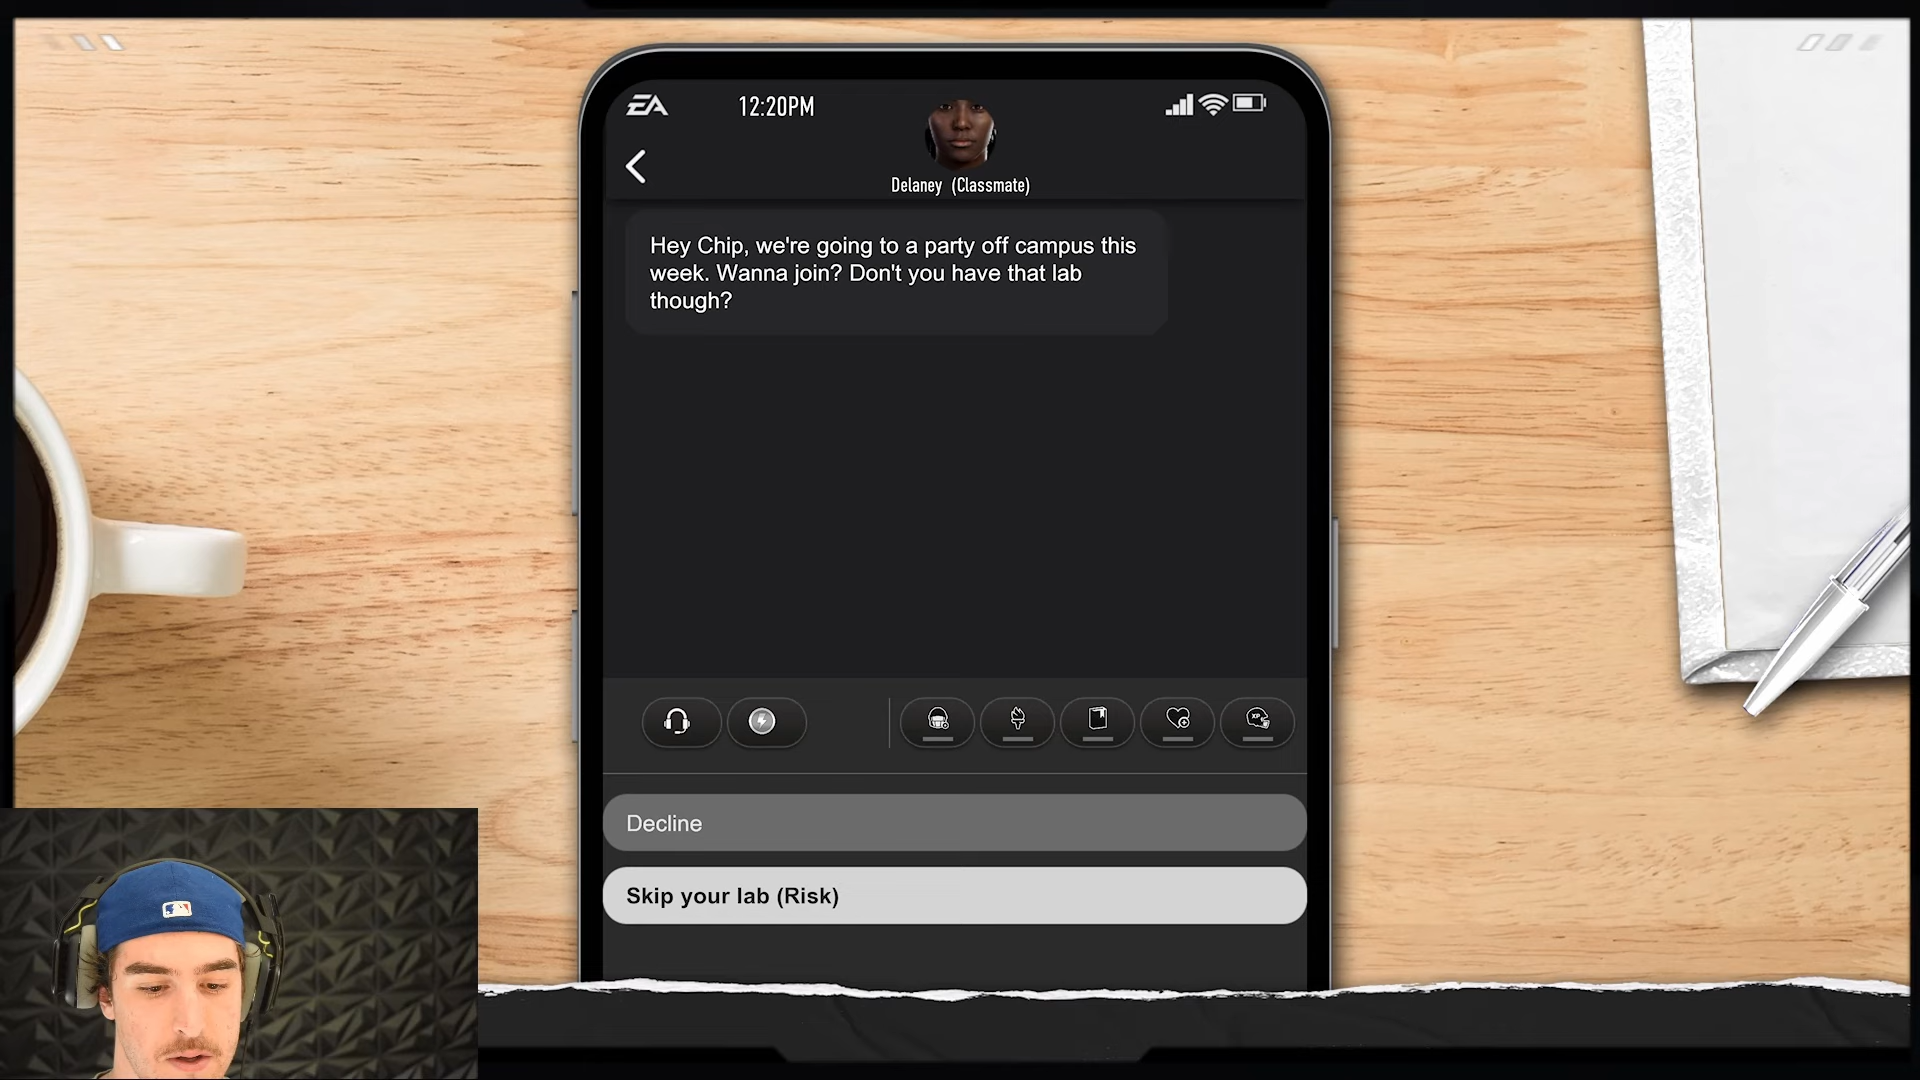 EA
12:20PM
Delaney (Classmate)
Hey Chip, we're going to a party off campus this
week. Wanna join? Don't you have that lab
though?
XP
Decline
Skip your lab (Risk)